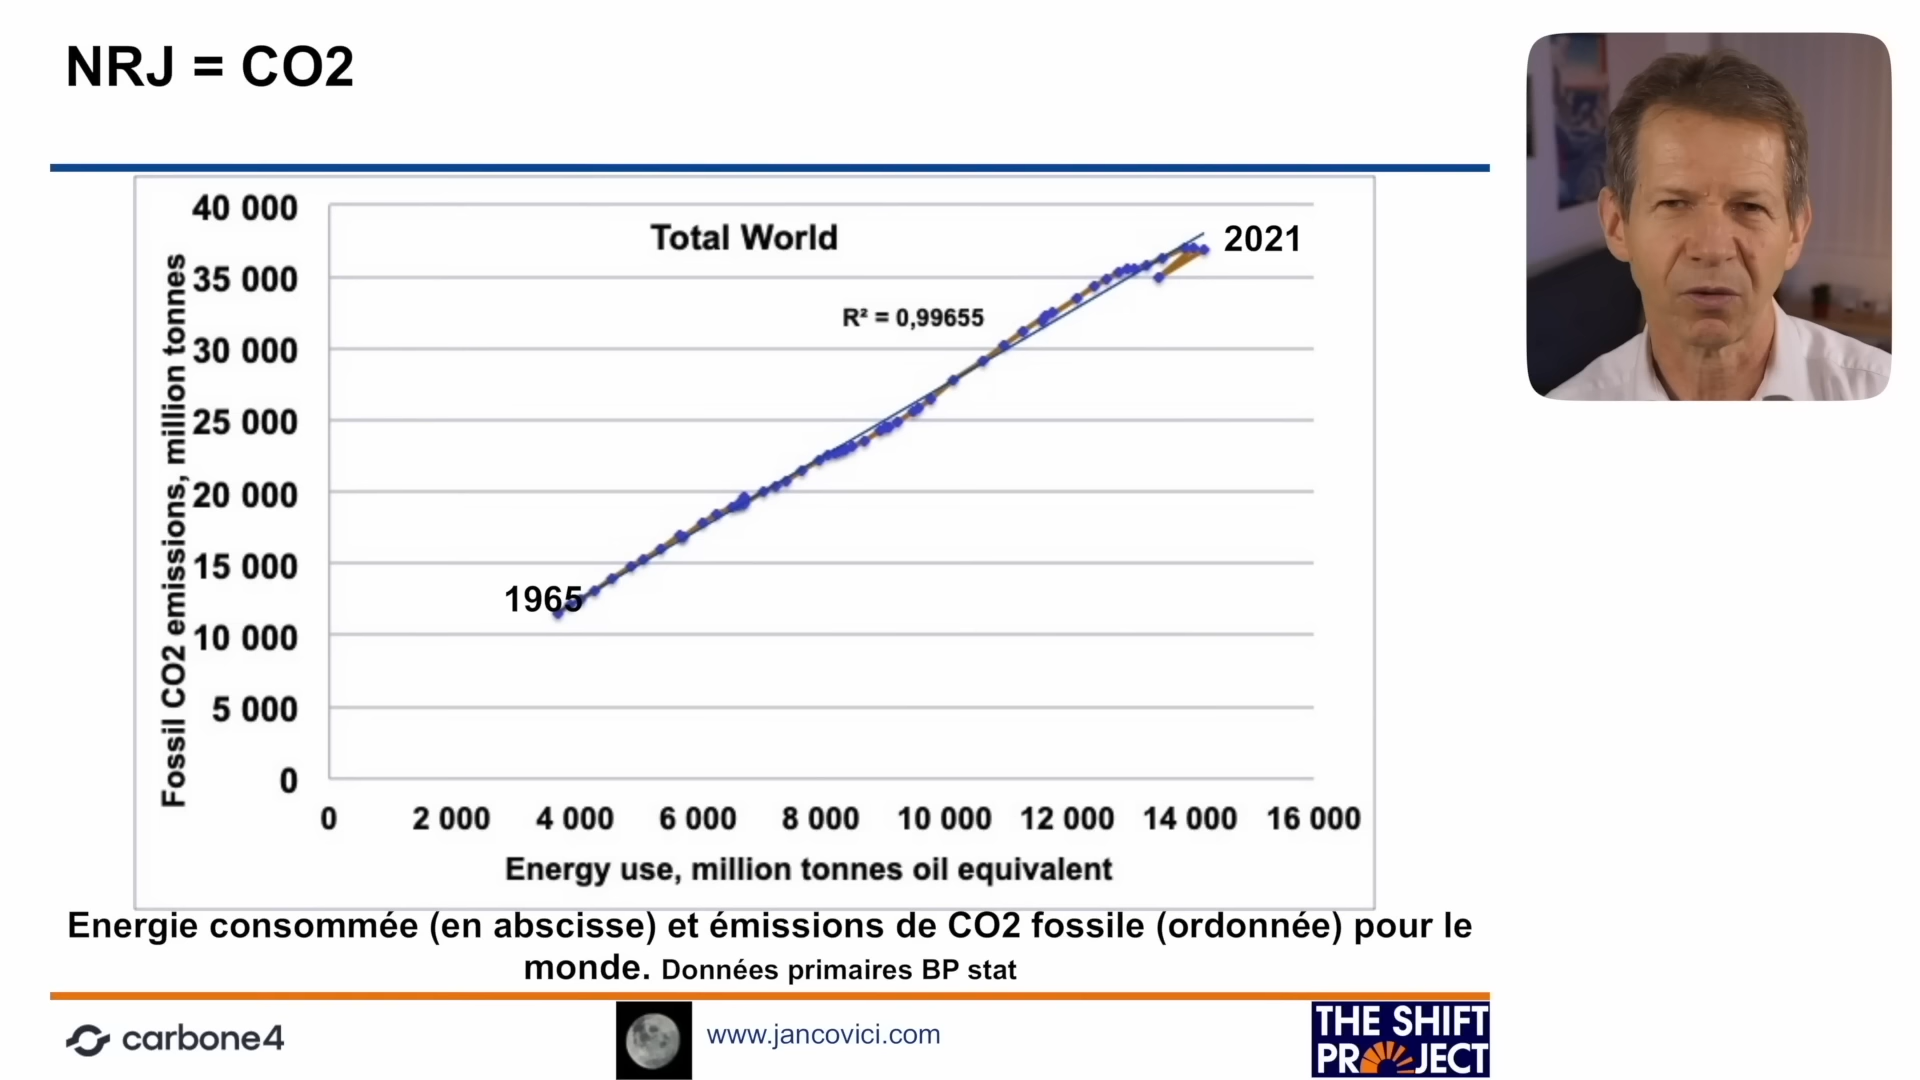 NRJ = CO2
40 000
35 000
30 000
25 000
20 000
15 000
10 000
5 000
0
Fossil CO2 emissions, million tonnes
Total World
2021
R² = 0,99655
1965
0 2 000 4 000 6 000 8 000 10 000 12 000 14 000 16 000
Energy use, million tonnes oil equivalent
Energie consommée (en abscisse) et émissions de CO2 fossile (ordonnée) pour le
monde. Données primaires BP stat
carbone4
www.jancovici.com
THE SHIFT
PROJECT